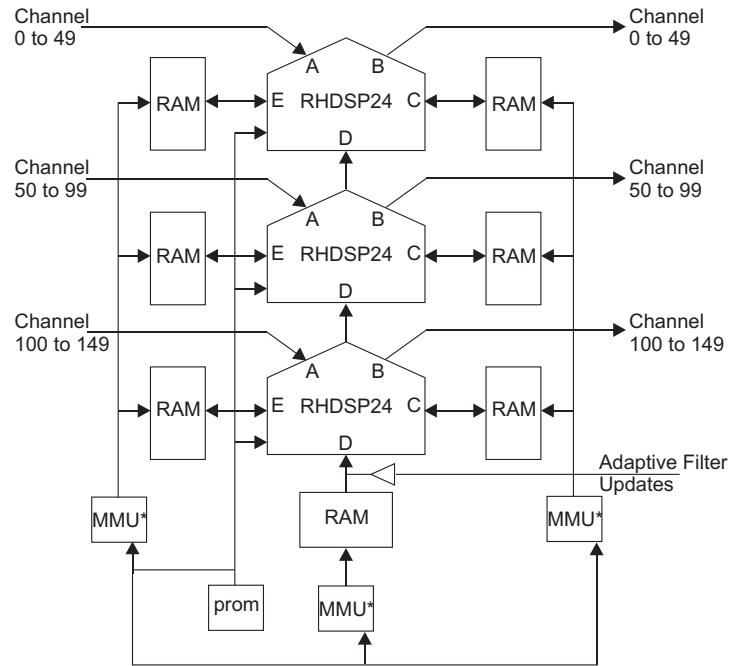 Channel
0 to 49
Channel
0 to 49
A
B
RAM
E
RHDSP24
C
RAM
D
Channel
50 to 99
Channel
50 to 99
A
B
RAM
E
RHDSP24
C
RAM
D
Channel
100 to 149
Channel
100 to 149
A
B
RAM
E
RHDSP24
C
RAM
D
Adaptive Filter
Updates
MMU*
RAM
MMU*
prom
MMU*